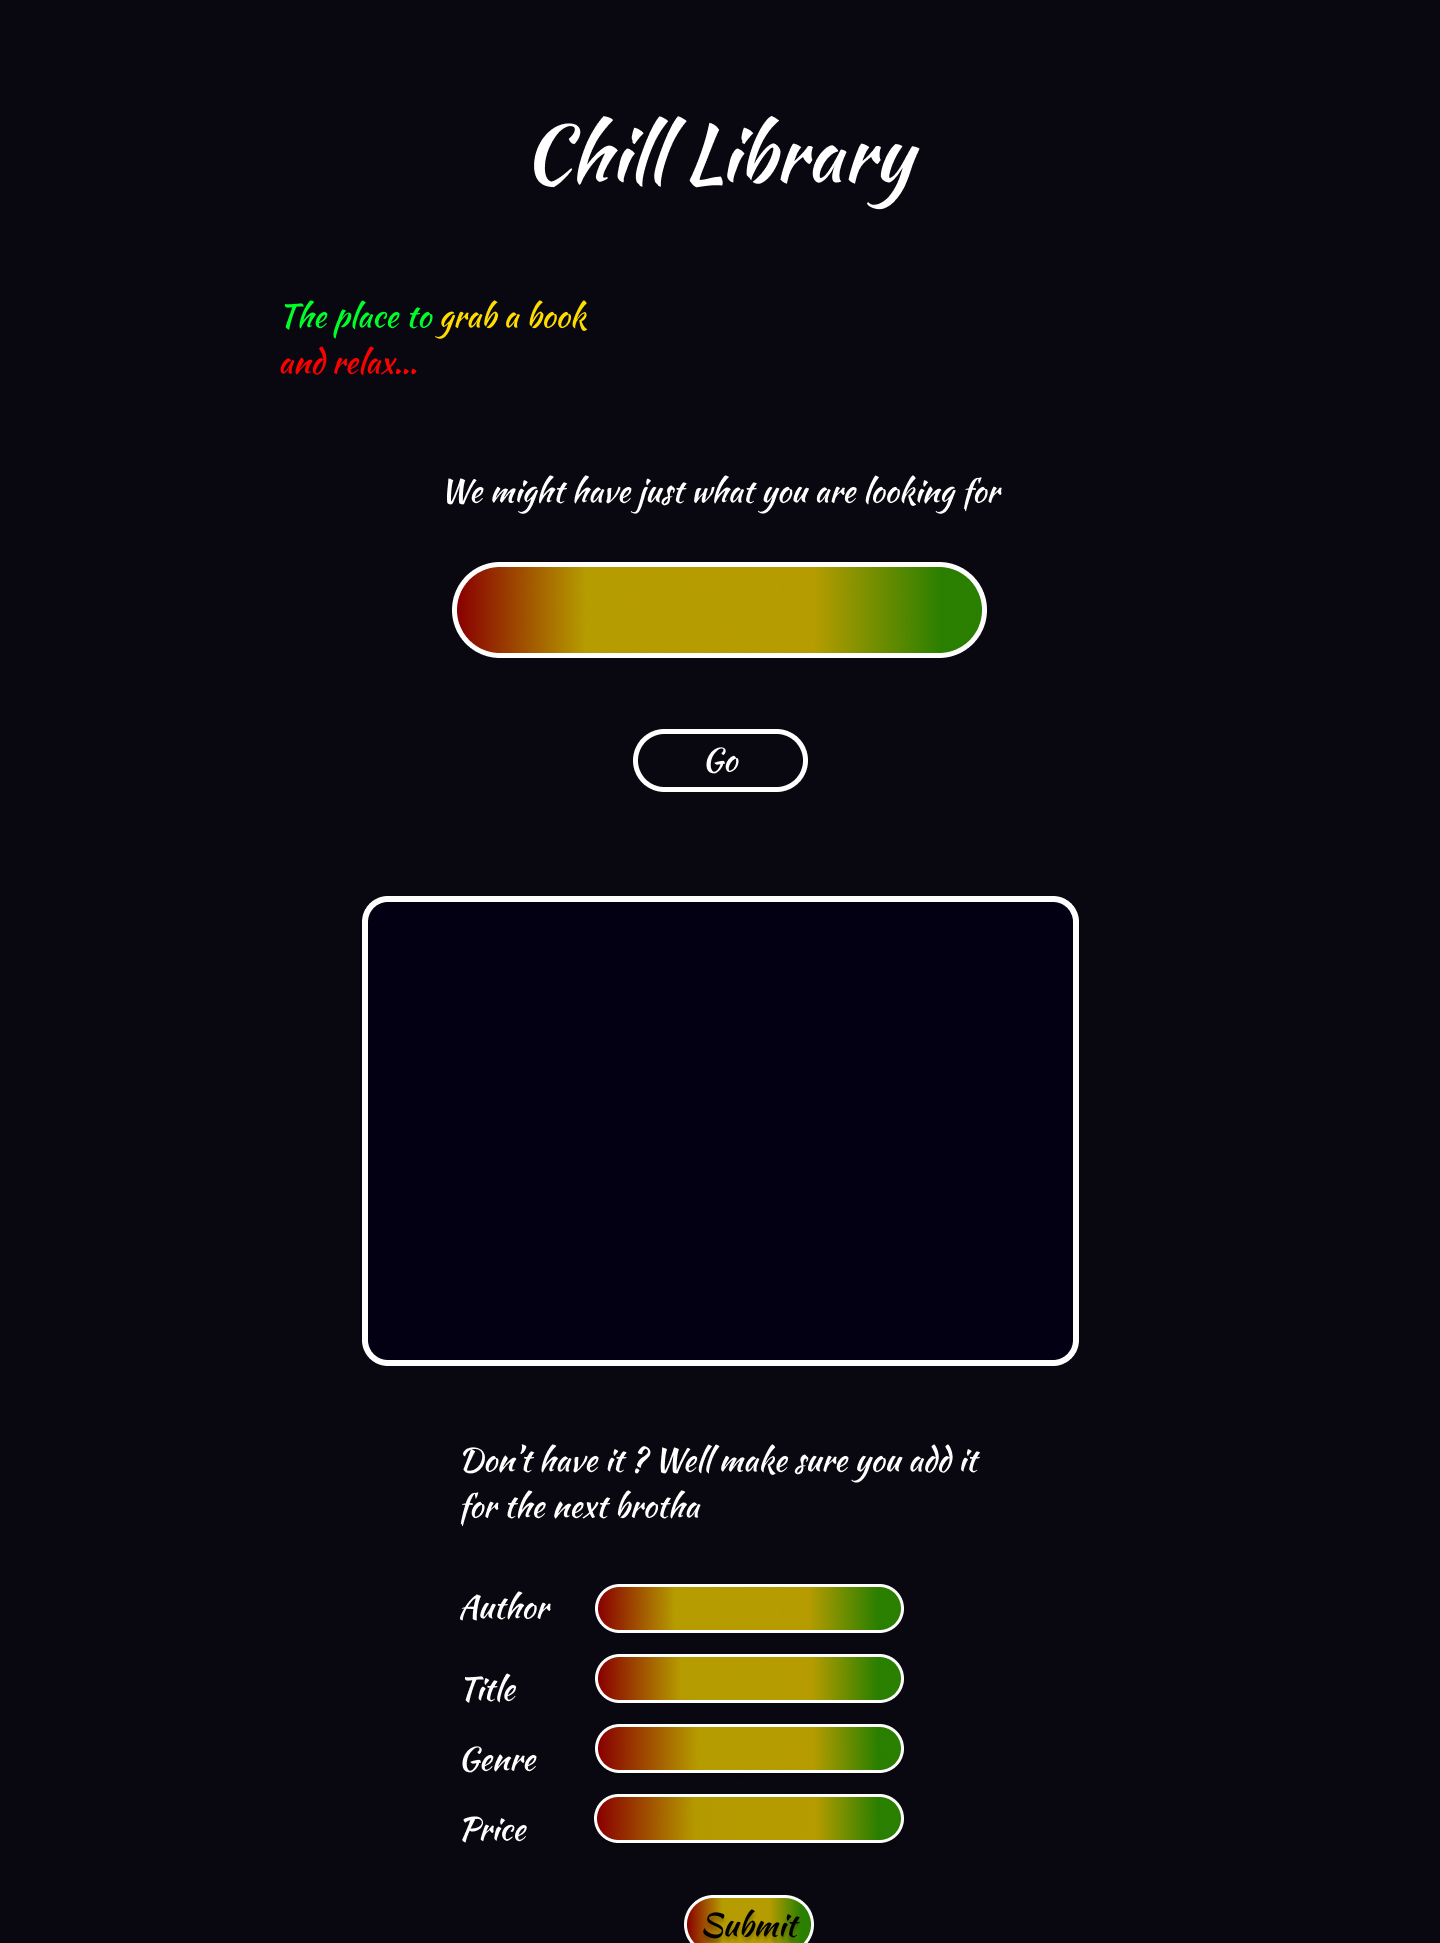 Chill Library
The place to grab a book
and relax...
We might have just what you are looking for
Go
Don't have it ? Well make sure you add it
for the next brotha
Author
Title
Genre
Price
Submit